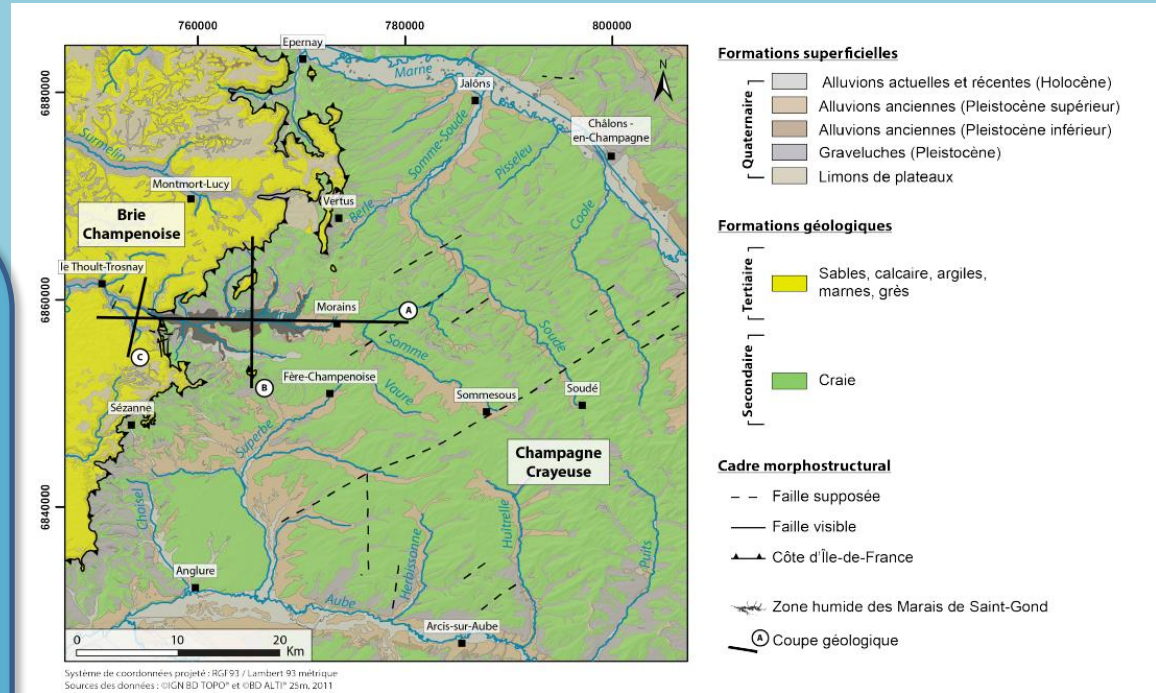 760000
780000
800000
6880000
6860000
6840000
Epernay
Marne
Jalôns
N
Châlons -
en-Champagne
Surmelin
Somme-Soude
Pisseleu
Montmort-Lucy
Vertus
Berle
Coole
Brie
Champenoise
le Thoult-Trosnay
Morains
A
Somme
Soude
C
B
Fère-Champenoise
Vaure
Sommesous
Soudé
Sézanne
Superbe
Champagne
Crayeuse
Choisel
Herbissonne
Huîtrelle
Puits
Anglure
Aube
Arcis-sur-Aube
0 10 20
Km
Système de coordonnées projeté : RGF93 / Lambert 93 métrique
Sources des données : ©IGN BD TOPO® et ©BD ALTI® 25m, 2011
Formations superficielles
Quaternaire
Alluvions actuelles et récentes (Holocène)
Alluvions anciennes (Pleistocène supérieur)
Alluvions anciennes (Pleistocène inférieur)
Graveluches (Pleistocène)
Limons de plateaux
Formations géologiques
Tertiaire
Sables, calcaire, argiles,
marnes, grès
Secondaire
Craie
Cadre morphostructural
Faille supposée
Faille visible
Côte d'Île-de-France
Zone humide des Marais de Saint-Gond
A Coupe géologique